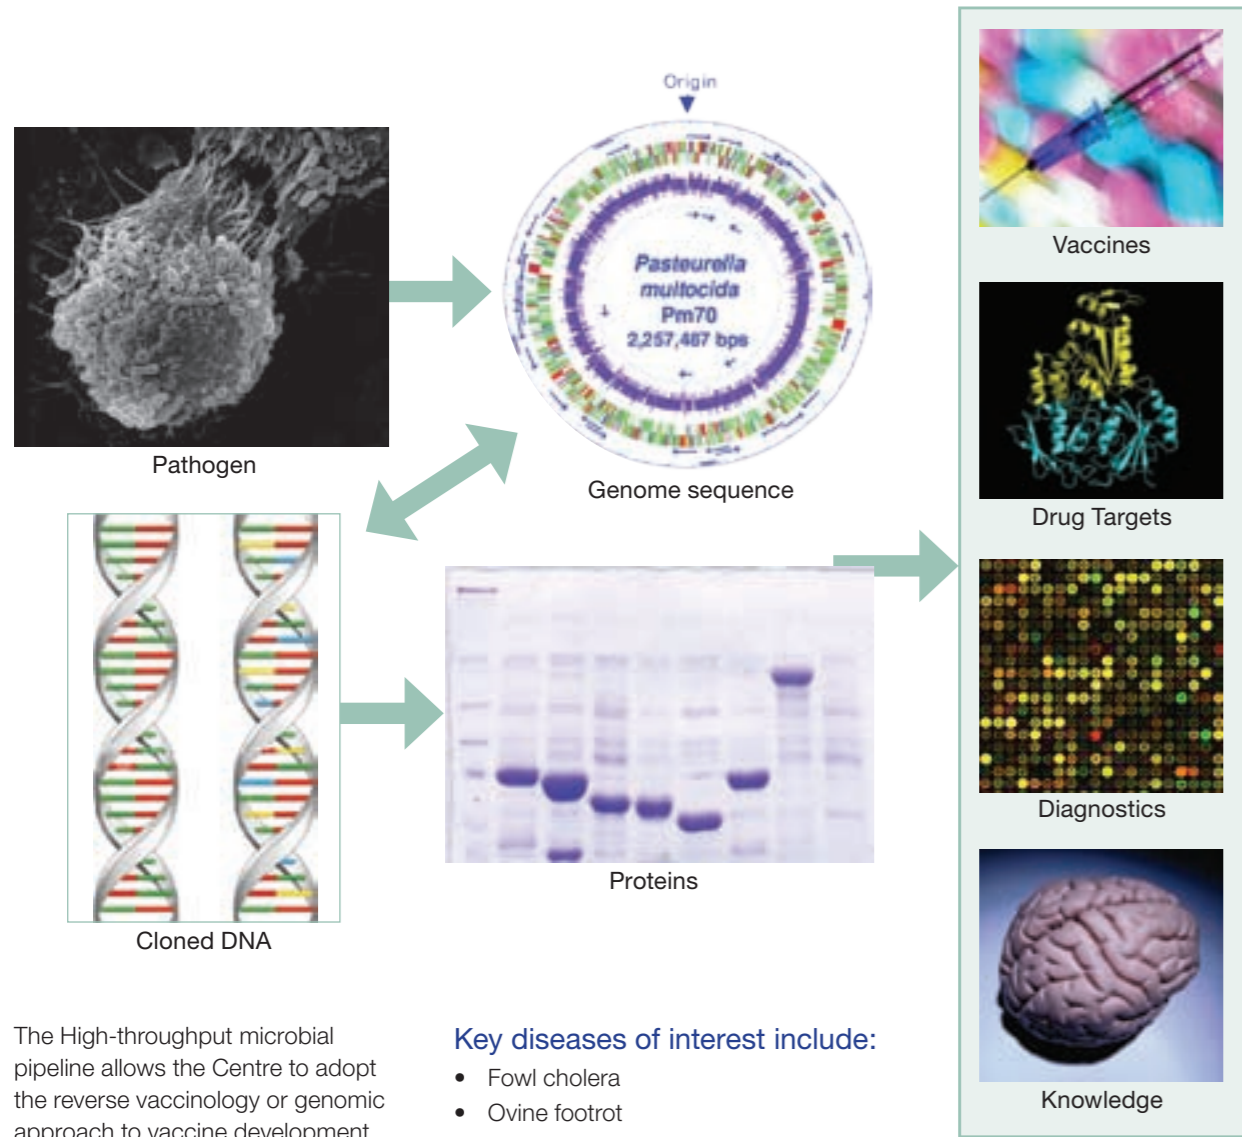 Origin
Pasteurella
multocida
Pm70
2,257,487 bps
Pathogen
Genome sequence
Cloned DNA
Proteins
Vaccines
Drug Targets
Diagnostics
Knowledge
The High-throughput microbial
pipeline allows the Centre to adopt
the reverse vaccinology or genomic
approach to vaccine development
Key diseases of interest include:
• Fowl cholera
• Ovine footrot